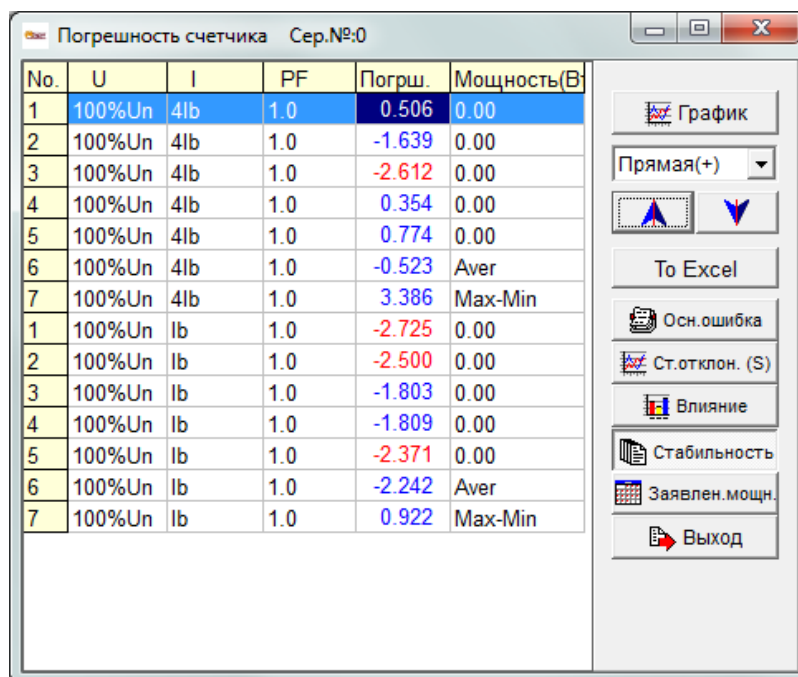 Погрешность счетчика Сер.№:0
No. U I PF Погрш. Мощность(Вт
1 100%Un 4Ib 1.0 0.506 0.00
2 100%Un 4Ib 1.0 -1.639 0.00
3 100%Un 4Ib 1.0 -2.612 0.00
4 100%Un 4Ib 1.0 0.354 0.00
5 100%Un 4Ib 1.0 0.774 0.00
6 100%Un 4Ib 1.0 -0.523 Aver
7 100%Un 4Ib 1.0 3.386 Max-Min
1 100%Un Ib 1.0 -2.725 0.00
2 100%Un Ib 1.0 -2.500 0.00
3 100%Un Ib 1.0 -1.803 0.00
4 100%Un Ib 1.0 -1.809 0.00
5 100%Un Ib 1.0 -2.371 0.00
6 100%Un Ib 1.0 -2.242 Aver
7 100%Un Ib 1.0 0.922 Max-Min
График
Прямая(+)
To Excel
Осн.ошибка
Ст.отклон. (S)
Влияние
Стабильность
Заявлен.мощн.
Выход